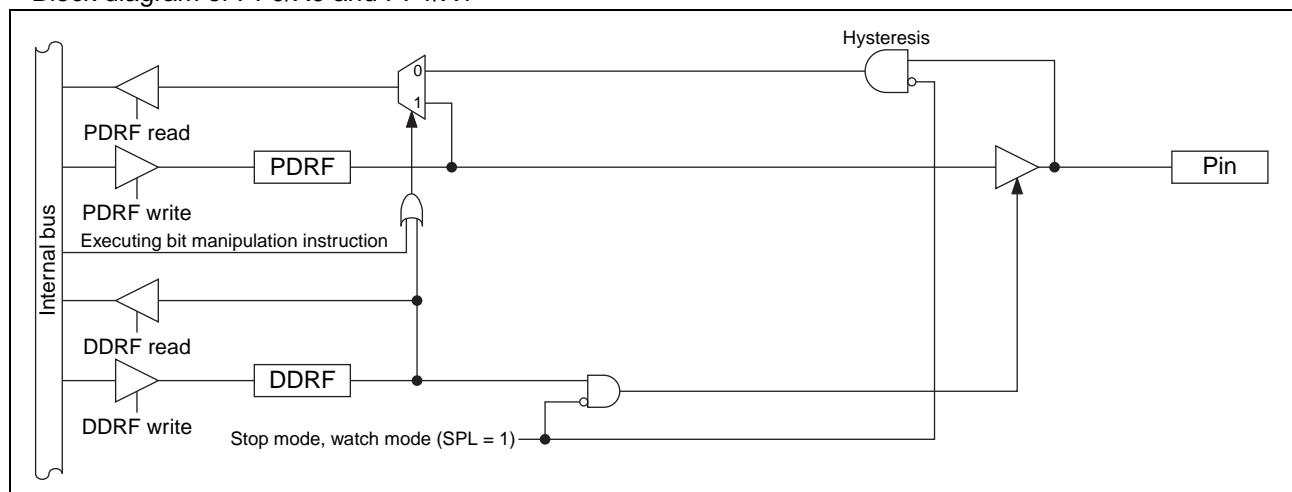 Hysteresis
0
1
PDRF read
PDRF
Pin
PDRF write
Executing bit manipulation instruction
Internal bus
DDRF read
DDRF
DDRF write
Stop mode, watch mode (SPL = 1)